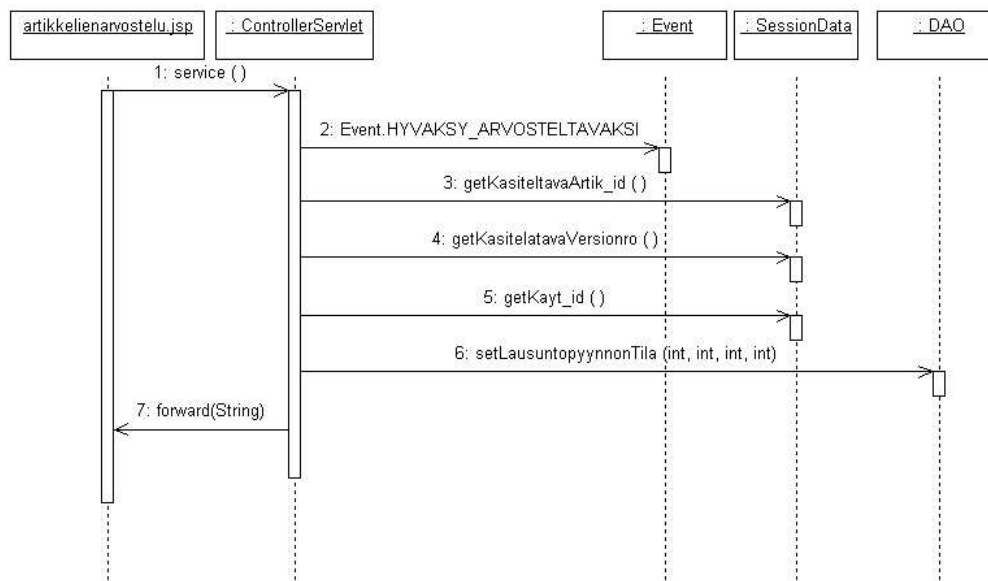 artikkelienarvostelu.jsp
: ControllerServlet
: Event
: SessionData
: DAO
1: service ( )
2: Event.HYVAKSY_ARVOSTELTAVAKSI
3: getKasiteltavaArtik_id ( )
4: getKasitelatavaVersionro ( )
5: getKayt_id ( )
6: setLausuntopyynnonTila (int, int, int, int)
7: forward(String)